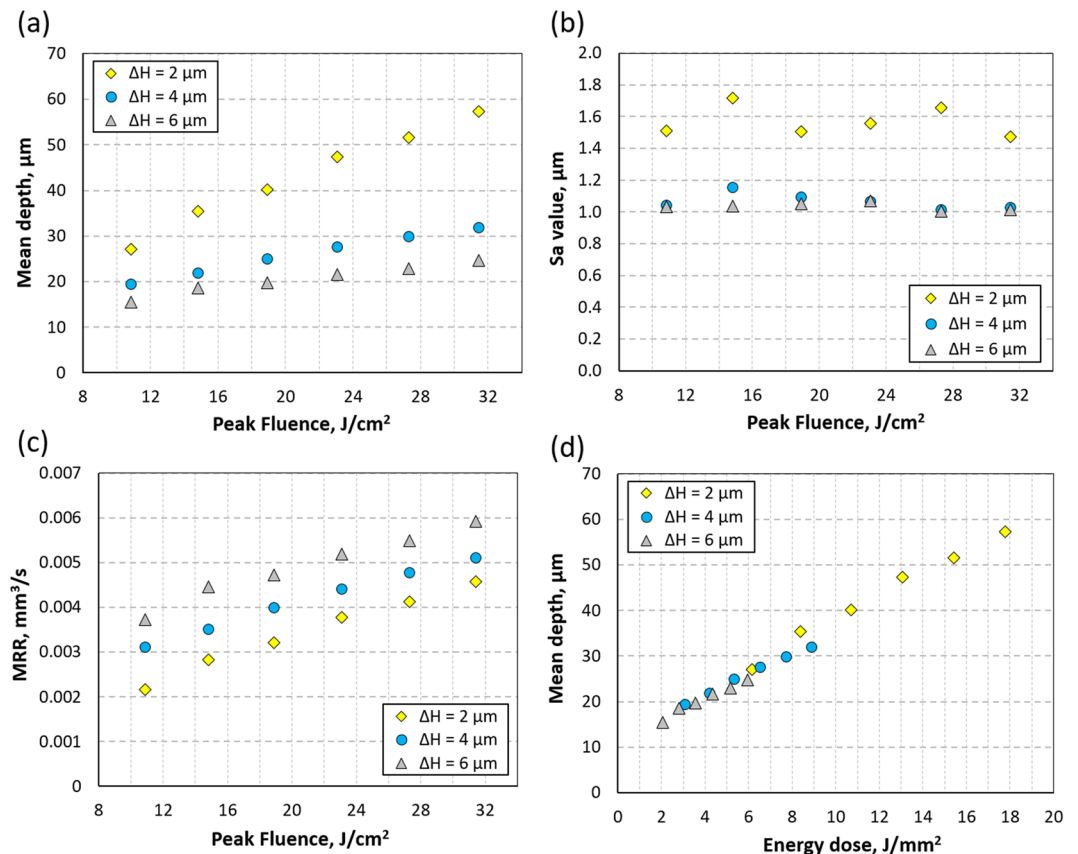 (a)
70
60
50
40
30
20
10
0
Mean depth, µm
ΔH = 2 µm
ΔH = 4 µm
ΔH = 6 µm
8 12 16 20 24 28 32
Peak Fluence, J/cm²
(b)
2.0
1.8
1.6
1.4
1.2
1.0
0.8
0.6
0.4
0.2
0.0
Sa value, µm
ΔH = 2 µm
ΔH = 4 µm
ΔH = 6 µm
8 12 16 20 24 28 32
Peak Fluence, J/cm²
(c)
0.007
0.006
0.005
0.004
0.003
0.002
0.001
0
MRR, mm³/s
ΔH = 2 µm
ΔH = 4 µm
ΔH = 6 µm
8 12 16 20 24 28 32
Peak Fluence, J/cm²
(d)
70
60
50
40
30
20
10
0
Mean depth, µm
ΔH = 2 µm
ΔH = 4 µm
ΔH = 6 µm
0 2 4 6 8 10 12 14 16 18 20
Energy dose, J/mm²